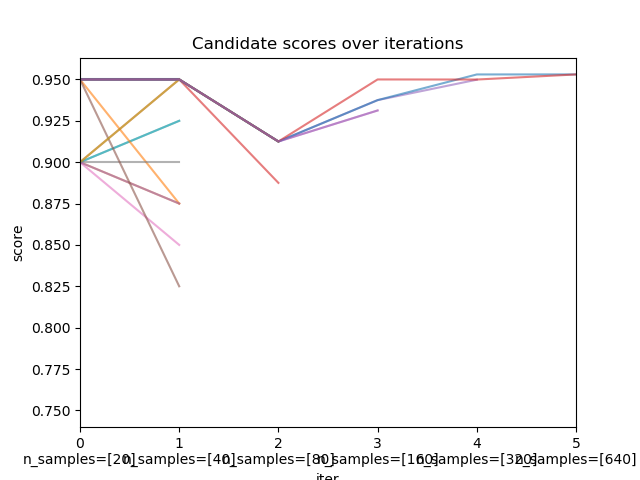 Candidate scores over iterations
score
0.950
0.925
0.900
0.875
0.850
0.825
0.800
0.775
0.750
0 1 2 3 4 5
n_samples=[20] n_samples=[40] n_samples=[80] n_samples=[160] n_samples=[320] n_samples=[640]
iter